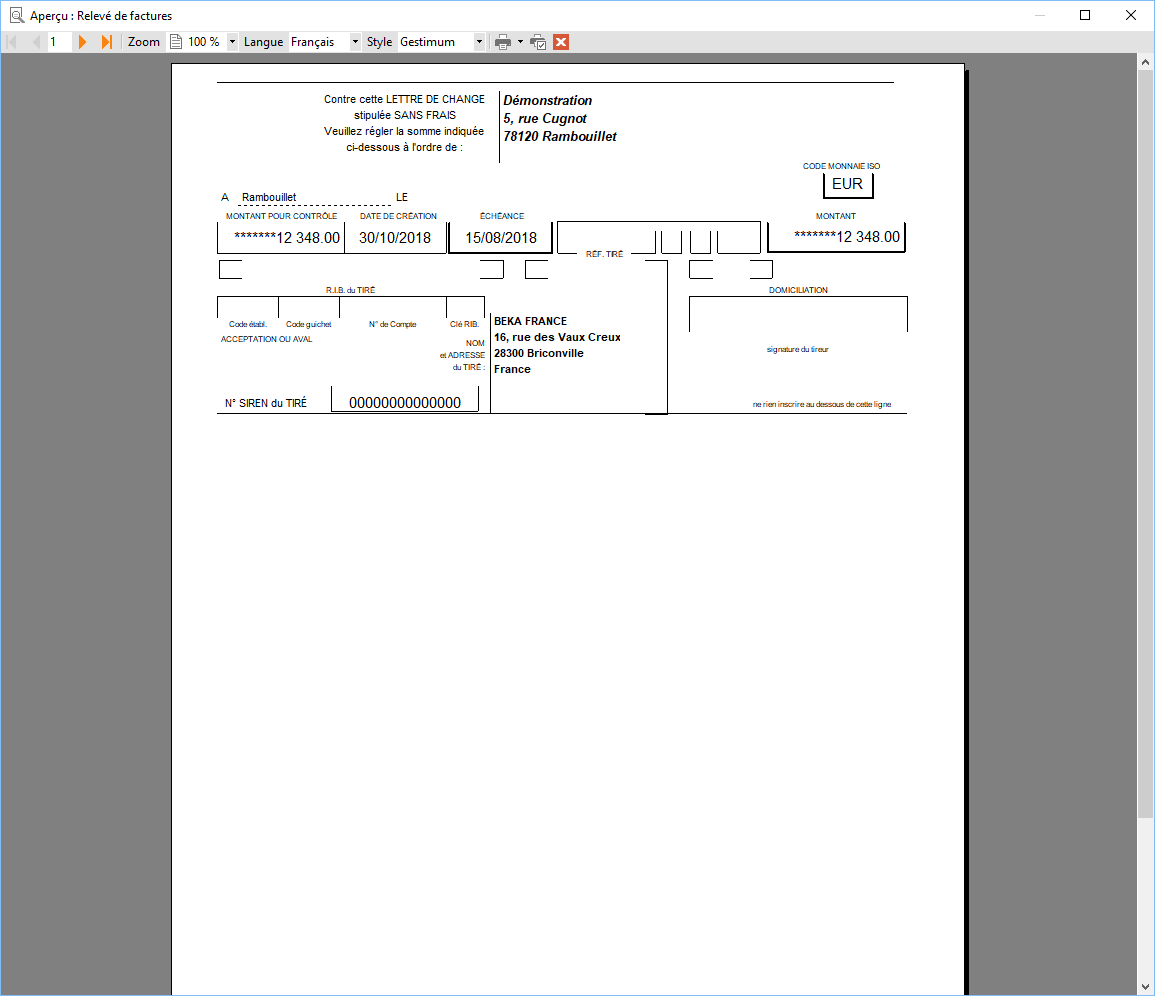 Aperçu : Relevé de factures
1 Zoom 100 % Langue Français Style Gestimum
Contre cette LETTRE DE CHANGE
stipulée SANS FRAIS
Veuillez régler la somme indiquée
ci-dessous à l'ordre de :
Démonstration
5, rue Cugnot
78120 Rambouillet
CODE MONNAIE ISO
EUR
A Rambouillet LE
MONTANT POUR CONTRÔLE DATE DE CRÉATION ÉCHÉANCE MONTANT
*******12 348.00 30/10/2018 15/08/2018 *******12 348.00
RÉF. TIRÉ
R.I.B. du TIRÉ DOMICILIATION
Code établ. Code guichet N° de Compte Clé RIB.
ACCEPTATION OU AVAL
NOM
et ADRESSE
du TIRÉ :
BEKA FRANCE
16, rue des Vaux Creux
28300 Briconville
France
signature du tireur
N° SIREN du TIRÉ 00000000000000
ne rien inscrire au dessous de cette ligne